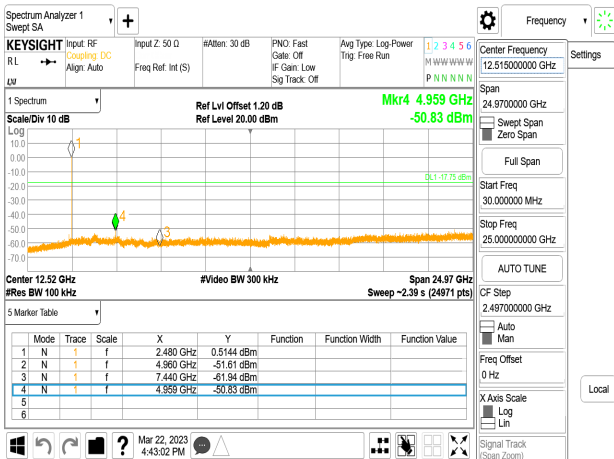 Spectrum Analyzer 1
Swept SA
Frequency
Settings
KEYSIGHT
RL
Input: RF
Coupling: DC
Align: Auto
Input Z: 50 Ω
Freq Ref: Int (S)
#Atten: 30 dB
PNO: Fast
Gate: Off
IF Gain: Low
Sig Track: Off
Avg Type: Log-Power
Trig: Free Run
1 2 3 4 5 6
M W W W W W
P N N N N N
1 Spectrum
Scale/Div 10 dB
Ref Lvl Offset 1.20 dB
Ref Level 20.00 dBm
Mkr4 4.959 GHz
-50.83 dBm
Log
10.0
0.00
-10.0
-20.0
-30.0
-40.0
-50.0
-60.0
-70.0
1
4
3
DL1 -17.75 dBm
Center 12.52 GHz
#Res BW 100 kHz
#Video BW 300 kHz
Span 24.97 GHz
Sweep ~2.39 s (24971 pts)
5 Marker Table
Mode Trace Scale X Y Function Function Width Function Value
1 N 1 f 2.480 GHz 0.5144 dBm
2 N 1 f 4.960 GHz -51.61 dBm
3 N 1 f 7.440 GHz -61.94 dBm
4 N 1 f 4.959 GHz -50.83 dBm
5
6
Mar 22, 2023
4:43:02 PM
Center Frequency
12.515000000 GHz
Span
24.9700000 GHz
Swept Span
Zero Span
Full Span
Start Freq
30.000000 MHz
Stop Freq
25.000000000 GHz
AUTO TUNE
CF Step
2.497000000 GHz
Auto
Man
Freq Offset
0 Hz
X Axis Scale
Log
Lin
Signal Track
(Span Zoom)
Local